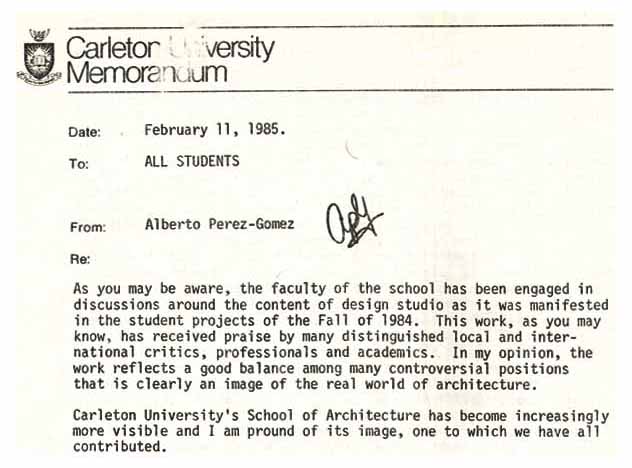 Carleton University
Memorandum
Date: February 11, 1985.
To: ALL STUDENTS
From: Alberto Perez-Gomez
Re:
As you may be aware, the faculty of the school has been engaged in
discussions around the content of design studio as it was manifested
in the student projects of the Fall of 1984. This work, as you may
know, has received praise by many distinguished local and inter-
national critics, professionals and academics. In my opinion, the
work reflects a good balance among many controversial positions
that is clearly an image of the real world of architecture.
Carleton University's School of Architecture has become increasingly
more visible and I am pround of its image, one to which we have all
contributed.